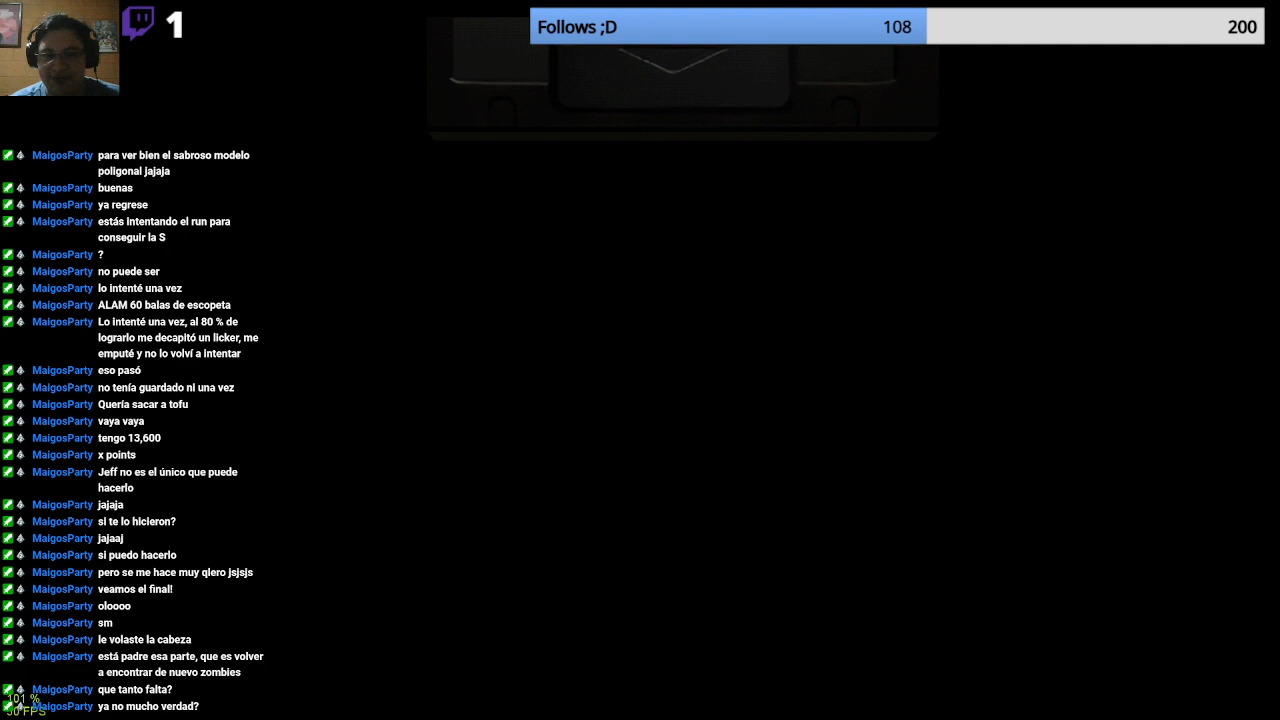 1
Follows ;D 108 200
MaigosParty para ver bien el sabroso modelo
poligonal jajaja
MaigosParty buenas
MaigosParty ya regrese
MaigosParty estás intentando el run para
conseguir la S
MaigosParty ?
MaigosParty no puede ser
MaigosParty lo intenté una vez
MaigosParty ALAM 60 balas de escopeta
MaigosParty Lo intenté una vez, al 80 % de
lograrlo me decapitó un licker, me
emputé y no lo volví a intentar
MaigosParty eso pasó
MaigosParty no tenía guardado ni una vez
MaigosParty Quería sacar a tofu
MaigosParty vaya vaya
MaigosParty tengo 13,600
MaigosParty x points
MaigosParty Jeff no es el único que puede
hacerlo
MaigosParty jajaja
MaigosParty si te lo hicieron?
MaigosParty jajaaj
MaigosParty si puedo hacerlo
MaigosParty pero se me hace muy qlero jsjsjs
MaigosParty veamos el final!
MaigosParty oloooo
MaigosParty sm
MaigosParty le volaste la cabeza
MaigosParty está padre esa parte, que es volver
a encontrar de nuevo zombies
MaigosParty que tanto falta?
101 %
MaigosParty ya no mucho verdad?
FPS